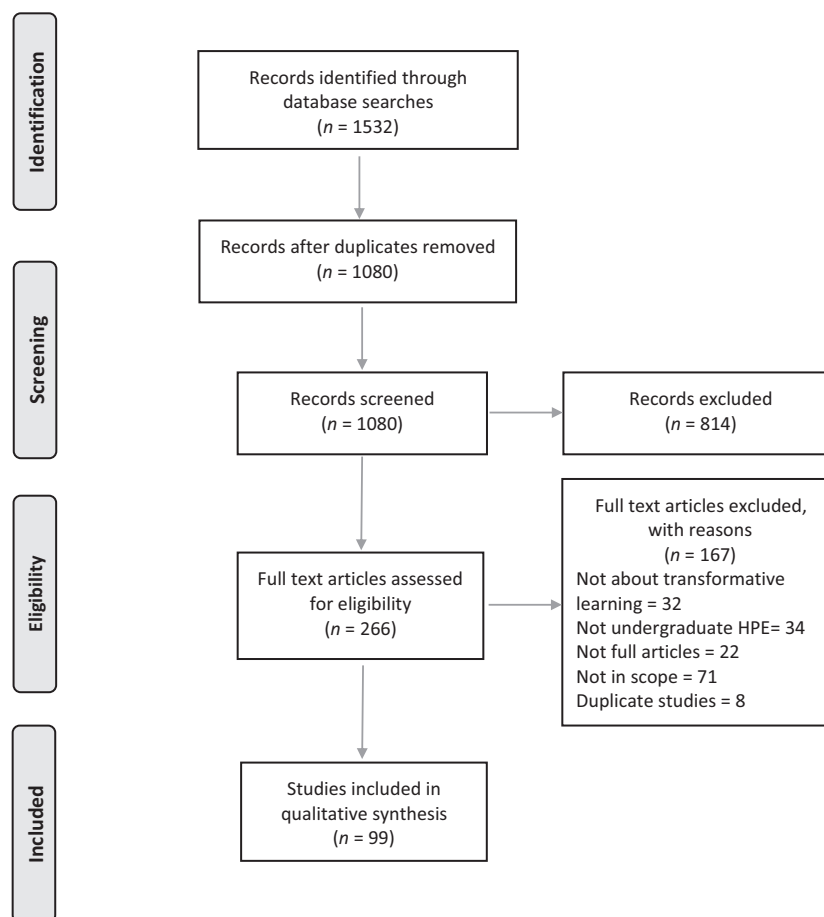 Identification
Records identified through
database searches
(n = 1532)
Records after duplicates removed
(n = 1080)
Screening
Records screened
(n = 1080)
Records excluded
(n = 814)
Eligibility
Full text articles assessed
for eligibility
(n = 266)
Full text articles excluded,
with reasons
(n = 167)
Not about transformative
learning = 32
Not undergraduate HPE= 34
Not full articles = 22
Not in scope = 71
Duplicate studies = 8
Included
Studies included in
qualitative synthesis
(n = 99)